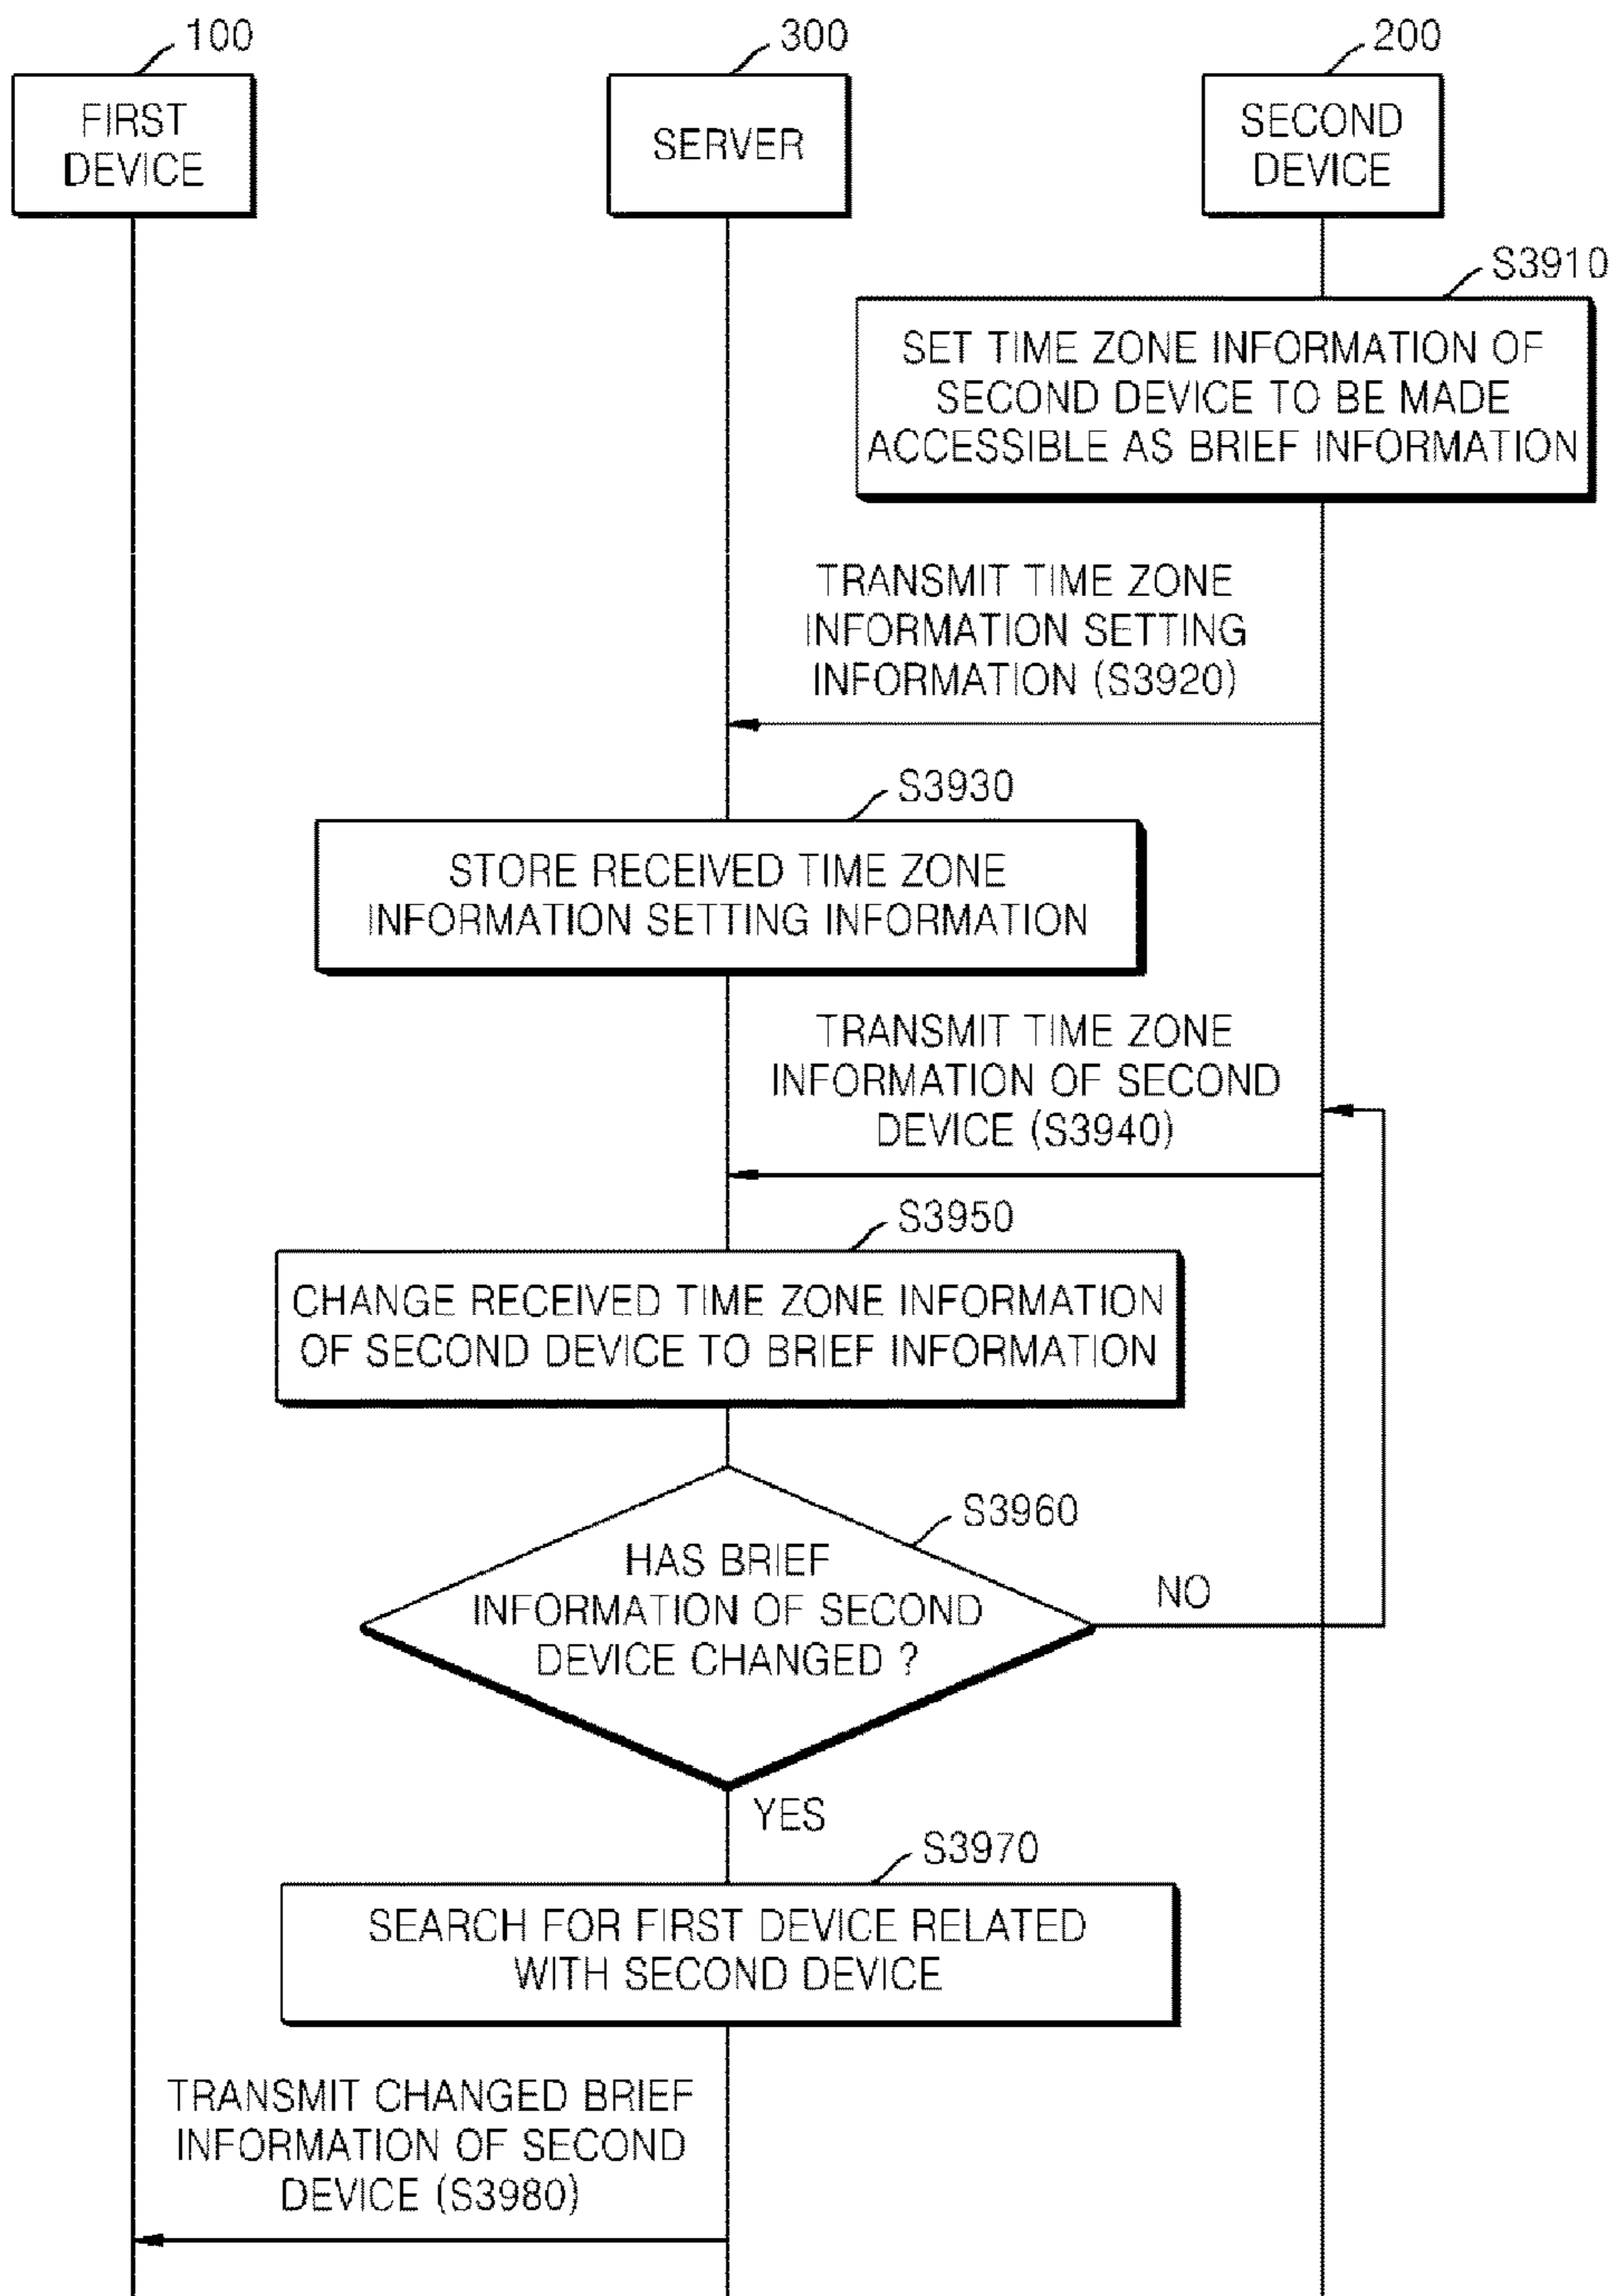 100
300
200
FIRST
DEVICE
SERVER
SECOND
DEVICE
S3910
SET TIME ZONE INFORMATION OF
SECOND DEVICE TO BE MADE
ACCESSIBLE AS BRIEF INFORMATION
TRANSMIT TIME ZONE
INFORMATION SETTING
INFORMATION (S3920)
S3930
STORE RECEIVED TIME ZONE
INFORMATION SETTING INFORMATION
TRANSMIT TIME ZONE
INFORMATION OF SECOND
DEVICE (S3940)
S3950
CHANGE RECEIVED TIME ZONE INFORMATION
OF SECOND DEVICE TO BRIEF INFORMATION
S3960
HAS BRIEF
INFORMATION OF SECOND
DEVICE CHANGED ?
NO
YES
S3970
SEARCH FOR FIRST DEVICE RELATED
WITH SECOND DEVICE
TRANSMIT CHANGED BRIEF
INFORMATION OF SECOND
DEVICE (S3980)